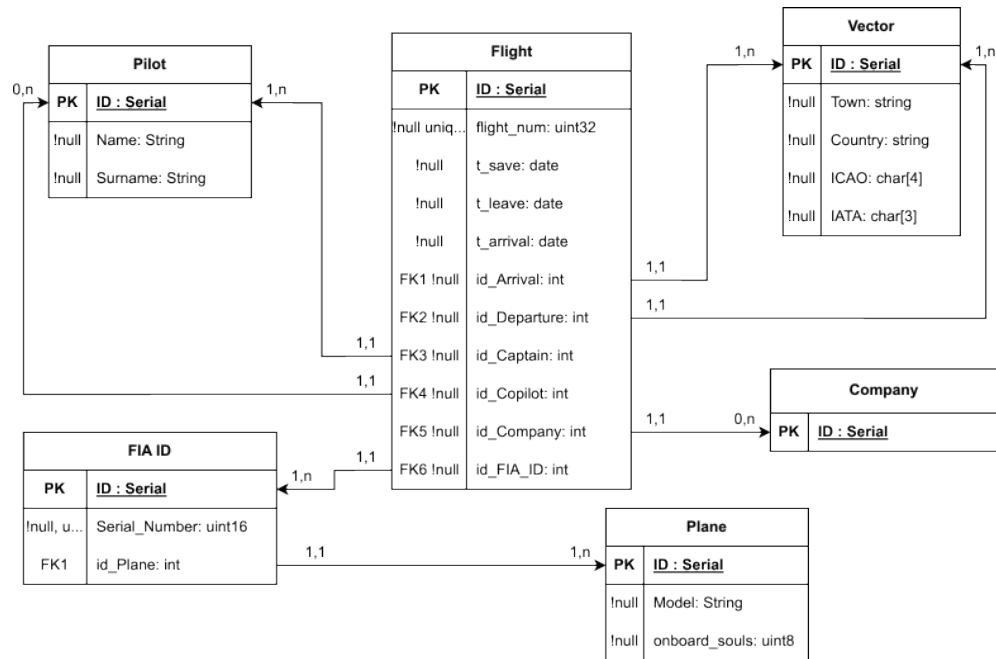 Pilot
PK ID : Serial
!null Name: String
!null Surname: String
0,n
1,n
Flight
PK ID : Serial
!null uniq... flight_num: uint32
!null t_save: date
!null t_leave: date
!null t_arrival: date
FK1 !null id_Arrival: int
FK2 !null id_Departure: int
FK3 !null id_Captain: int
FK4 !null id_Copilot: int
FK5 !null id_Company: int
FK6 !null id_FIA_ID: int
Vector
PK ID : Serial
!null Town: string
!null Country: string
!null ICAO: char[4]
!null IATA: char[3]
1,n
1,n
1,1
1,1
1,1
1,1
1,1
0,n
Company
PK ID : Serial
FIA ID
PK ID : Serial
!null, u... Serial_Number: uint16
FK1 id_Plane: int
1,1
1,n
1,1
1,n
Plane
PK ID : Serial
!null Model: String
!null onboard_souls: uint8